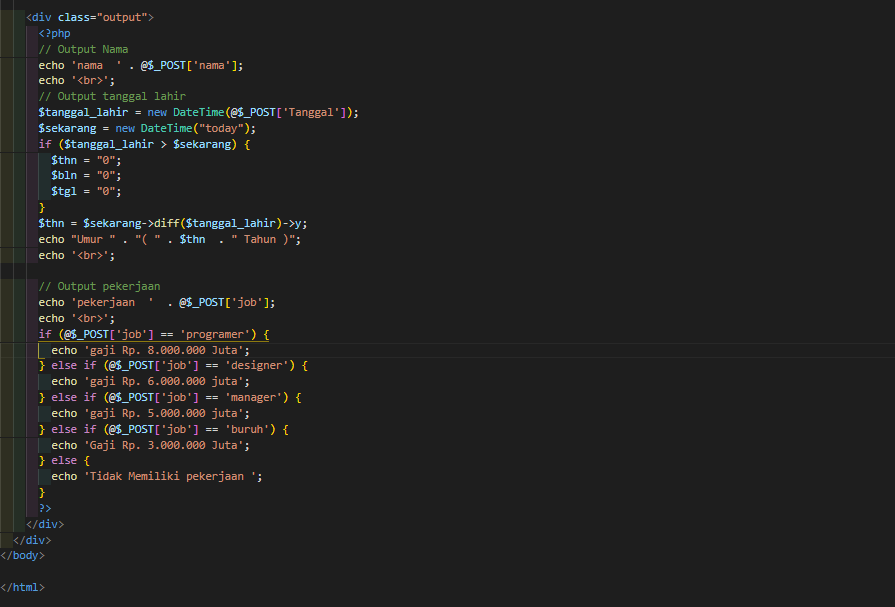 <div class="output">
<?php
// Output Nama
echo 'nama  ' . @$_POST['nama'];
echo '<br>';
// Output tanggal lahir
$tanggal_lahir = new DateTime(@$_POST['Tanggal']);
$sekarang = new DateTime("today");
if ($tanggal_lahir > $sekarang) {
$thn = "0";
$bln = "0";
$tgl = "0";
}
$thn = $sekarang->diff($tanggal_lahir)->y;
echo "Umur " . "( " . $thn  . " Tahun )";
echo '<br>';
// Output pekerjaan
echo 'pekerjaan  '  . @$_POST['job'];
echo '<br>';
if (@$_POST['job'] == 'programer') {
echo 'gaji Rp. 8.000.000 Juta';
} else if (@$_POST['job'] == 'designer') {
echo 'gaji Rp. 6.000.000 juta';
} else if (@$_POST['job'] == 'manager') {
echo 'gaji Rp. 5.000.000 juta';
} else if (@$_POST['job'] == 'buruh') {
echo 'Gaji Rp. 3.000.000 Juta';
} else {
echo 'Tidak Memiliki pekerjaan ';
}
?>
</div>
</div>
</body>
</html>